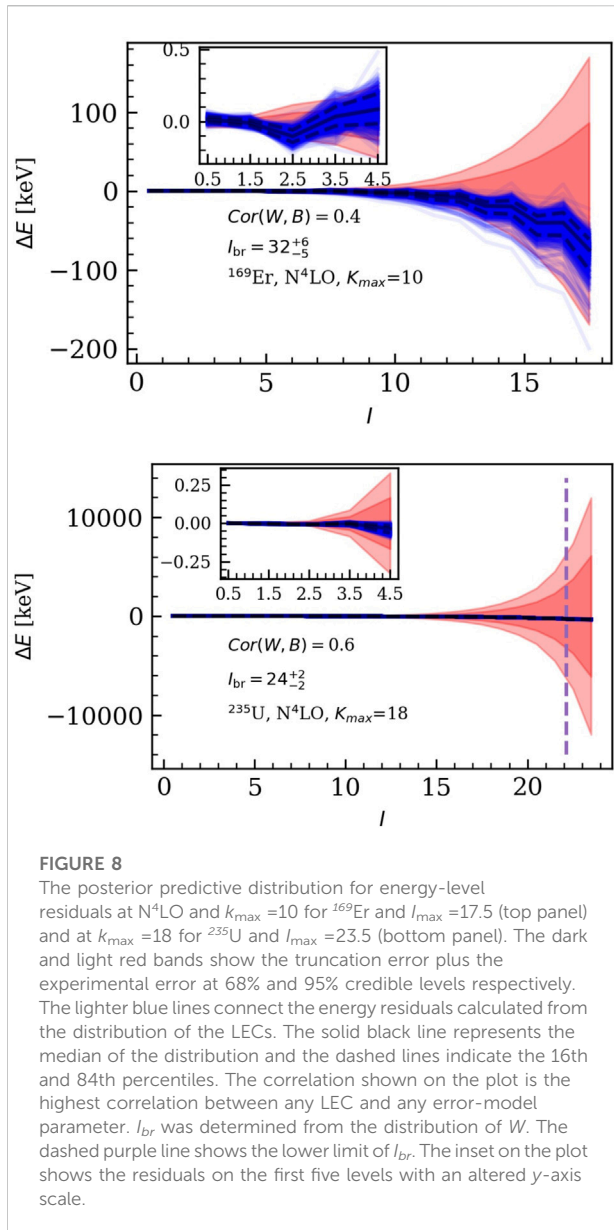 0.5
0.0
0.5 1.5 2.5 3.5 4.5
100
0
−100
−200
ΔE [keV]
Cor(W, B) = 0.4
I_br = 32^{+6}_{−5}
^{169}Er, N^4LO, K_max=10
0 5 10 15
I
0.25
0.00
−0.25
0.5 1.5 2.5 3.5 4.5
10000
0
−10000
ΔE [keV]
Cor(W, B) = 0.6
I_br = 24^{+2}_{−2}
^{235}U, N^4LO, K_max=18
0 5 10 15 20
I
FIGURE 8
The posterior predictive distribution for energy-level
residuals at N^4LO and k_max =10 for ^{169}Er and I_max =17.5 (top panel)
and at k_max =18 for ^{235}U and I_max =23.5 (bottom panel). The dark
and light red bands show the truncation error plus the
experimental error at 68% and 95% credible levels respectively.
The lighter blue lines connect the energy residuals calculated from
the distribution of the LECs. The solid black line represents the
median of the distribution and the dashed lines indicate the 16th
and 84th percentiles. The correlation shown on the plot is the
highest correlation between any LEC and any error-model
parameter. I_br was determined from the distribution of W. The
dashed purple line shows the lower limit of I_br. The inset on the plot
shows the residuals on the first five levels with an altered y-axis
scale.